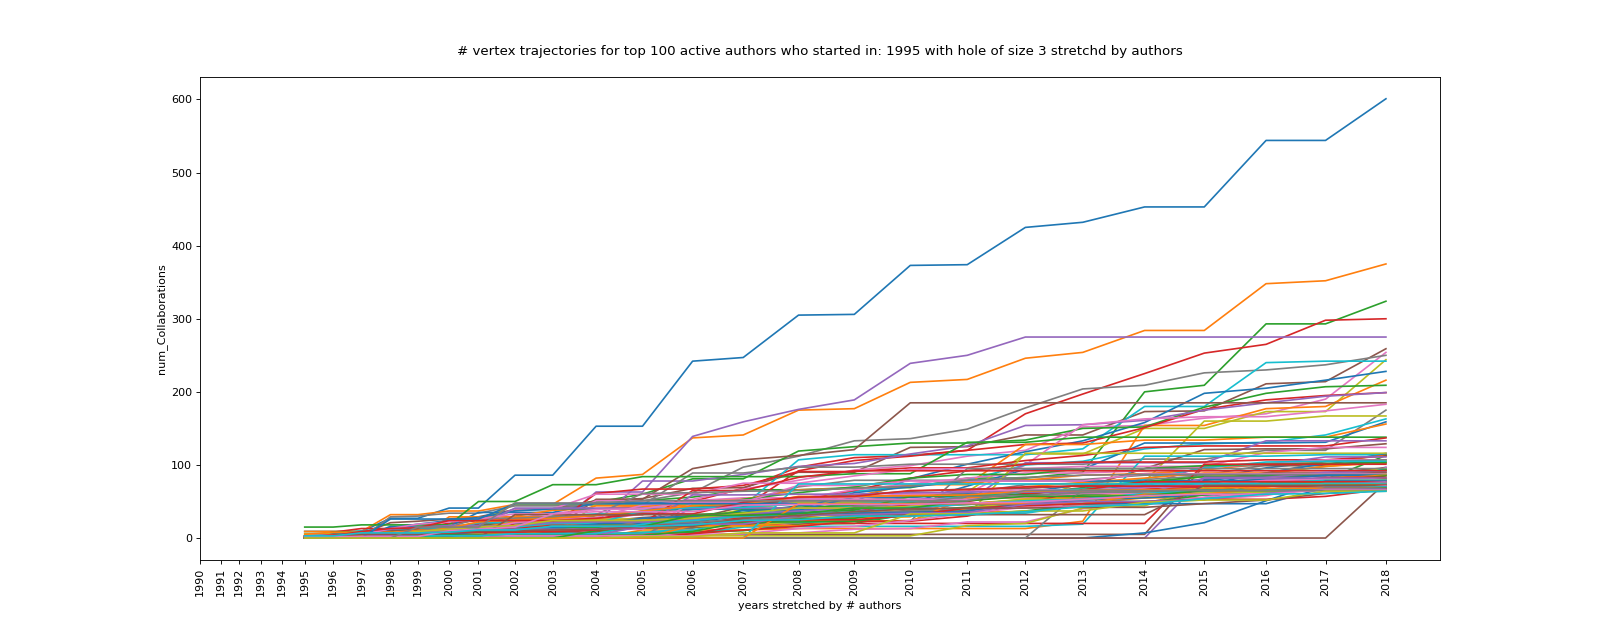 # vertex trajectories for top 100 active authors who started in: 1995 with hole of size 3 stretchd by authors
num_Collaborations
600
500
400
300
200
100
0
1990 1991 1992 1993 1994 1995 1996 1997 1998 1999 2000 2001 2002 2003 2004 2005 2006 2007 2008 2009 2010 2011 2012 2013 2014 2015 2016 2017 2018
years stretched by # authors